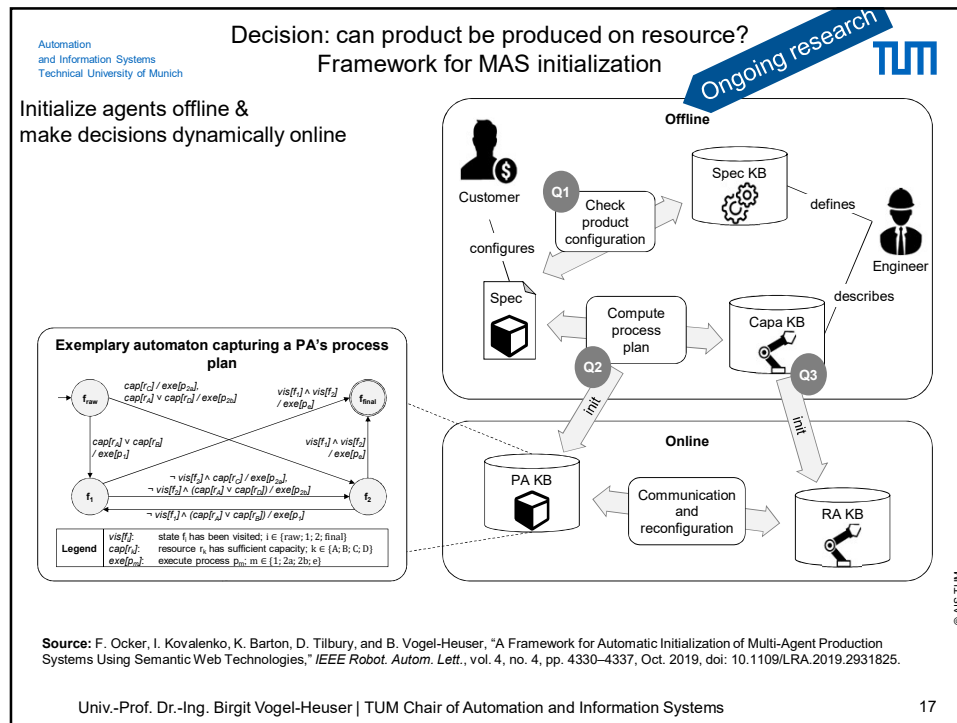 Automation
and Information Systems
Technical University of Munich
Decision: can product be produced on resource?
Framework for MAS initialization
Ongoing research
TUM
Initialize agents offline &
make decisions dynamically online
Offline
Customer
Q1
Check
product
configuration
Spec KB
defines
Engineer
configures
describes
Spec
Compute
process
plan
Capa KB
Q2
Q3
init
init
Online
PA KB
Communication
and
reconfiguration
RA KB
Exemplary automaton capturing a PA's process
plan
f_raw
cap[r_C] / exe[p_2a],
cap[r_A] ∨ cap[r_D] / exe[p_2b]
vis[f_1] ∧ vis[f_2]
/ exe[p_e]
f_final
cap[r_A] ∨ cap[r_B]
/ exe[p_1]
vis[f_1] ∧ vis[f_2]
/ exe[p_e]
f_1
¬ vis[f_2] ∧ cap[r_C] / exe[p_2a],
¬ vis[f_2] ∧ (cap[r_A] ∨ cap[r_D]) / exe[p_2b]
¬ vis[f_1] ∧ (cap[r_A] ∨ cap[r_B]) / exe[p_1]
f_2
Legend
vis[f_i]: state f_i has been visited; i ∈ {raw; 1; 2; final}
cap[r_k]: resource r_k has sufficient capacity; k ∈ {A; B; C; D}
exe[p_m]: execute process p_m; m ∈ {1; 2a; 2b; e}
© AIS TUM
Source: F. Ocker, I. Kovalenko, K. Barton, D. Tilbury, and B. Vogel-Heuser, "A Framework for Automatic Initialization of Multi-Agent Production
Systems Using Semantic Web Technologies," IEEE Robot. Autom. Lett., vol. 4, no. 4, pp. 4330–4337, Oct. 2019, doi: 10.1109/LRA.2019.2931825.
Univ.-Prof. Dr.-Ing. Birgit Vogel-Heuser | TUM Chair of Automation and Information Systems
17